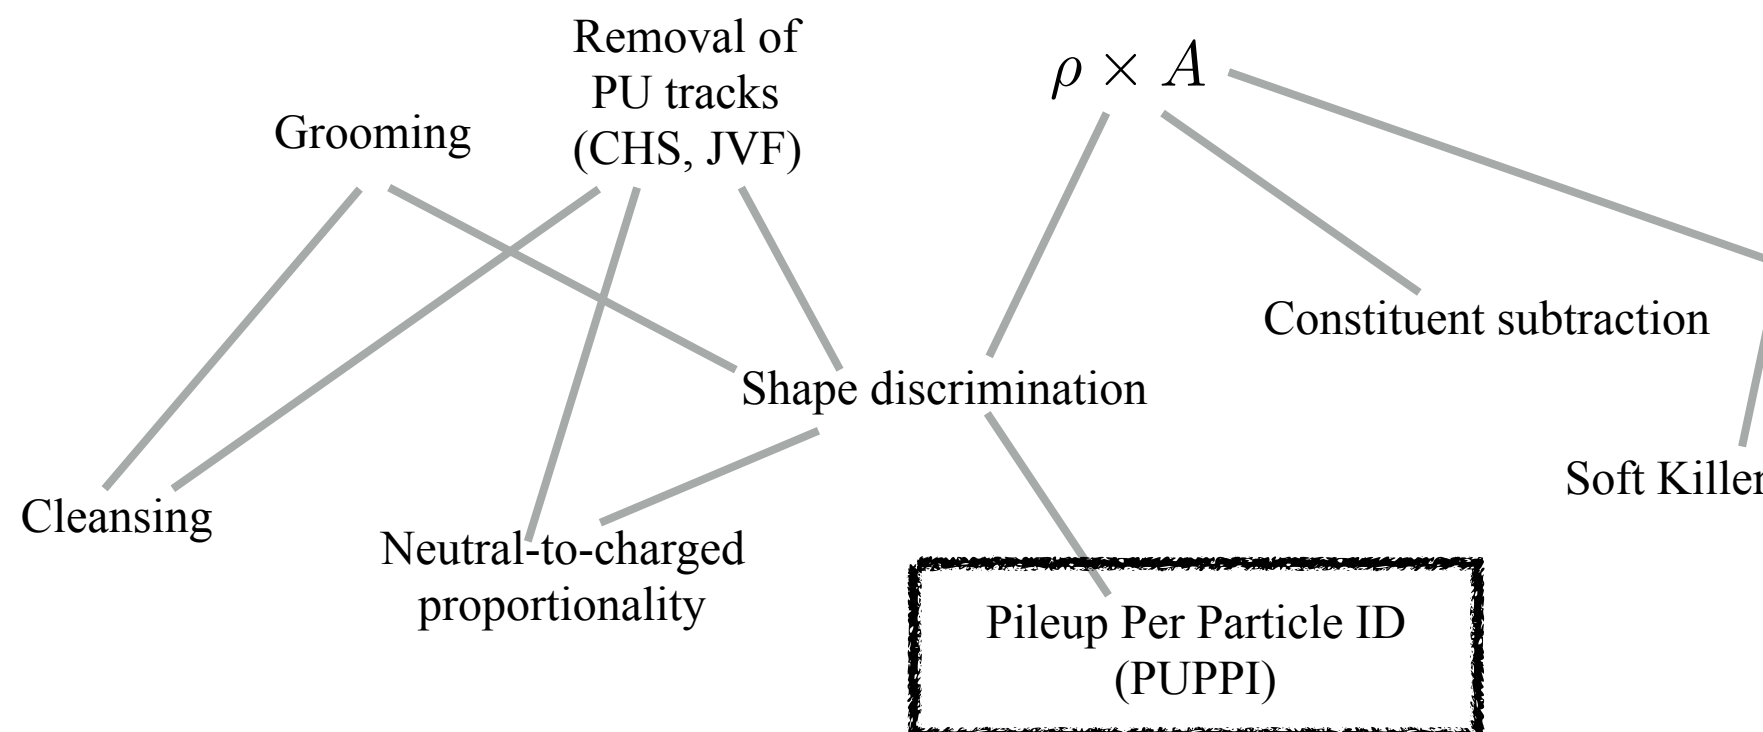 Removal of
PU tracks
(CHS, JVF)
Grooming
ρ × A
Constituent subtraction
Shape discrimination
Soft Killer
Cleansing
Neutral-to-charged
proportionality
Pileup Per Particle ID
(PUPPI)